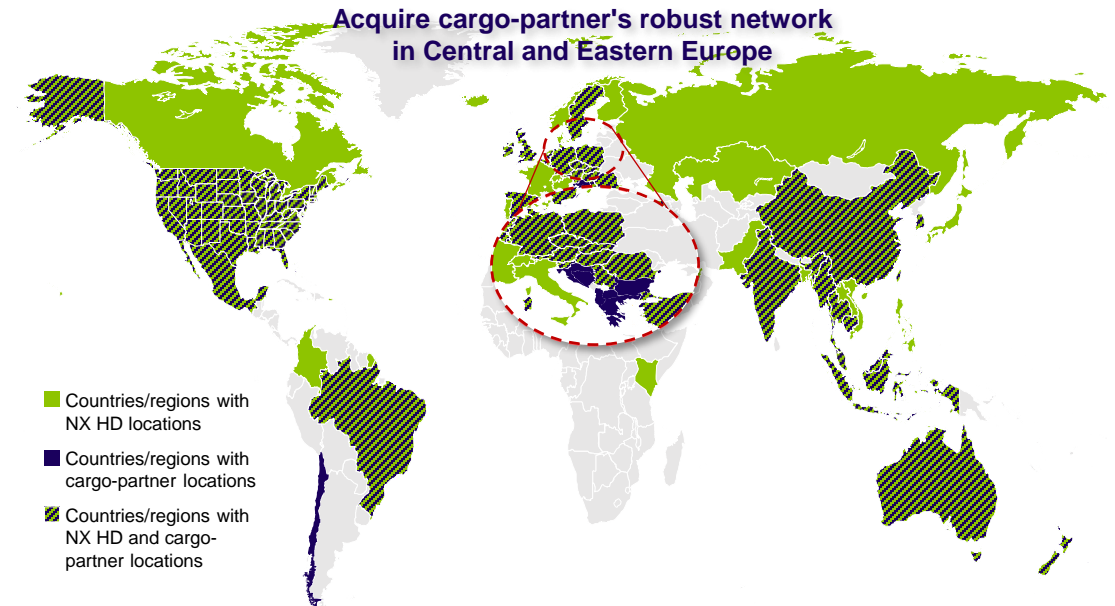 Acquire cargo-partner's robust network
in Central and Eastern Europe
Countries/regions with
NX HD locations
Countries/regions with
cargo-partner locations
Countries/regions with
NX HD and cargo-
partner locations